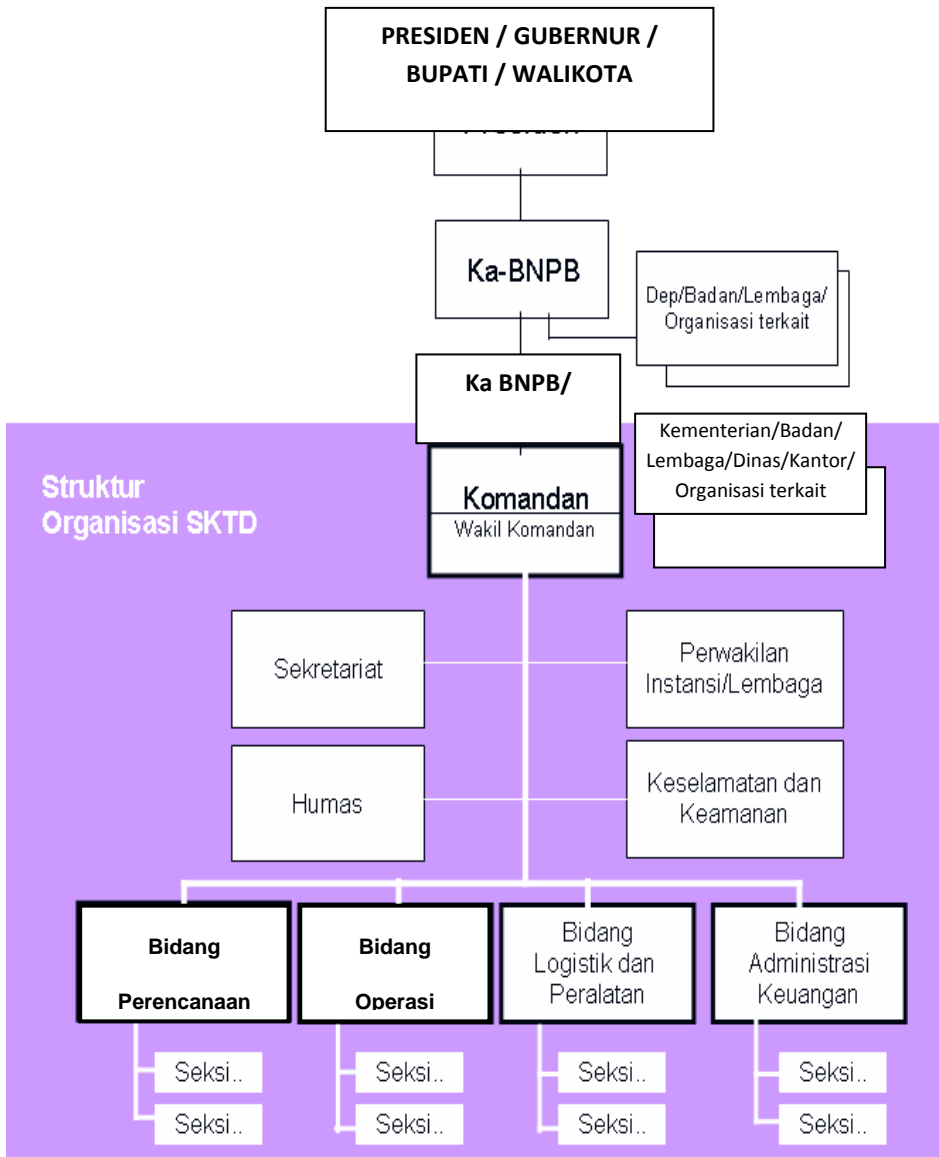 PRESIDEN / GUBERNUR /
BUPATI / WALIKOTA
Ka-BNPB
Dep/Badan/Lembaga/
Organisasi terkait
Ka BNPB/
Kementerian/Badan/
Lembaga/Dinas/Kantor/
Organisasi terkait
Struktur
Organisasi SKTD
Komandan
Wakil Komandan
Sekretariat
Perwakilan
Instansi/Lembaga
Humas
Keselamatan dan
Keamanan
Bidang
Perencanaan
Bidang
Operasi
Bidang
Logistik dan
Peralatan
Bidang
Administrasi
Keuangan
Seksi..
Seksi..
Seksi..
Seksi..
Seksi..
Seksi..
Seksi..
Seksi..